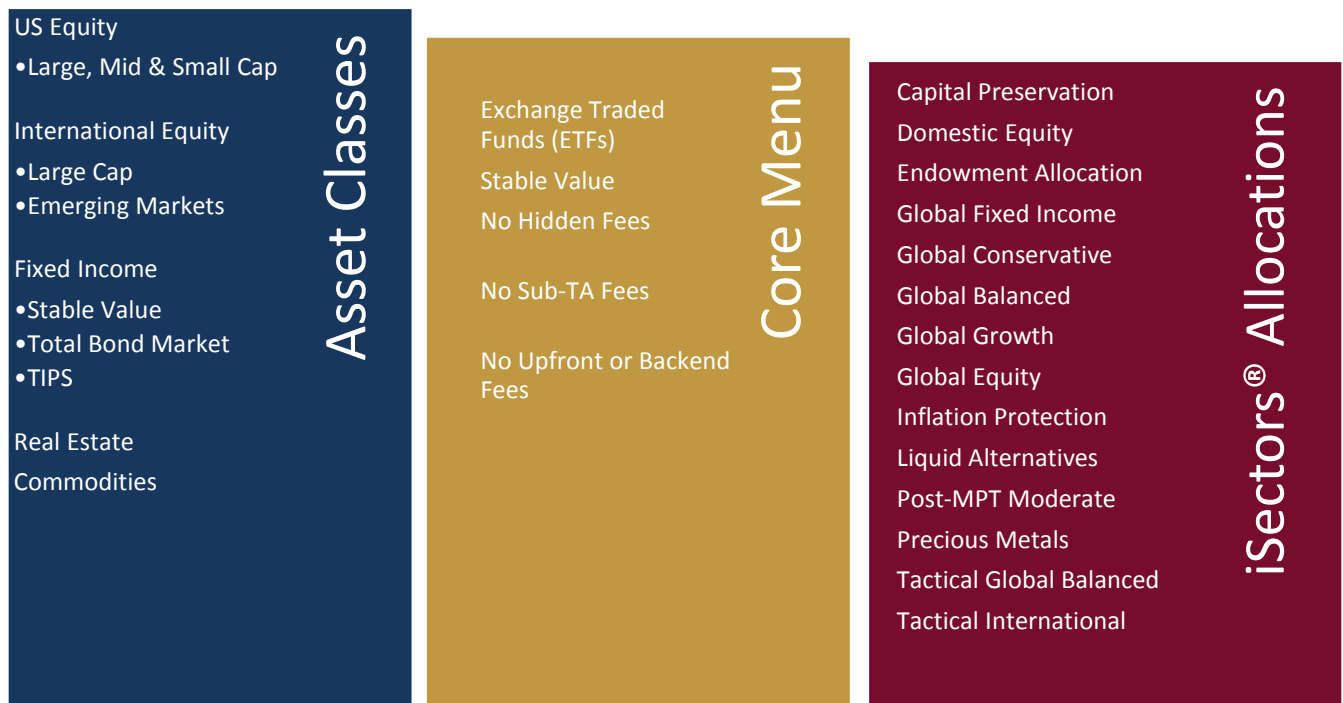 US Equity
•Large, Mid & Small Cap
International Equity
•Large Cap
•Emerging Markets
Fixed Income
•Stable Value
•Total Bond Market
•TIPS
Real Estate
Commodities
Asset Classes
Exchange Traded
Funds (ETFs)
Stable Value
No Hidden Fees
No Sub-TA Fees
No Upfront or Backend
Fees
Core Menu
Capital Preservation
Domestic Equity
Endowment Allocation
Global Fixed Income
Global Conservative
Global Balanced
Global Growth
Global Equity
Inflation Protection
Liquid Alternatives
Post-MPT Moderate
Precious Metals
Tactical Global Balanced
Tactical International
iSectors® Allocations